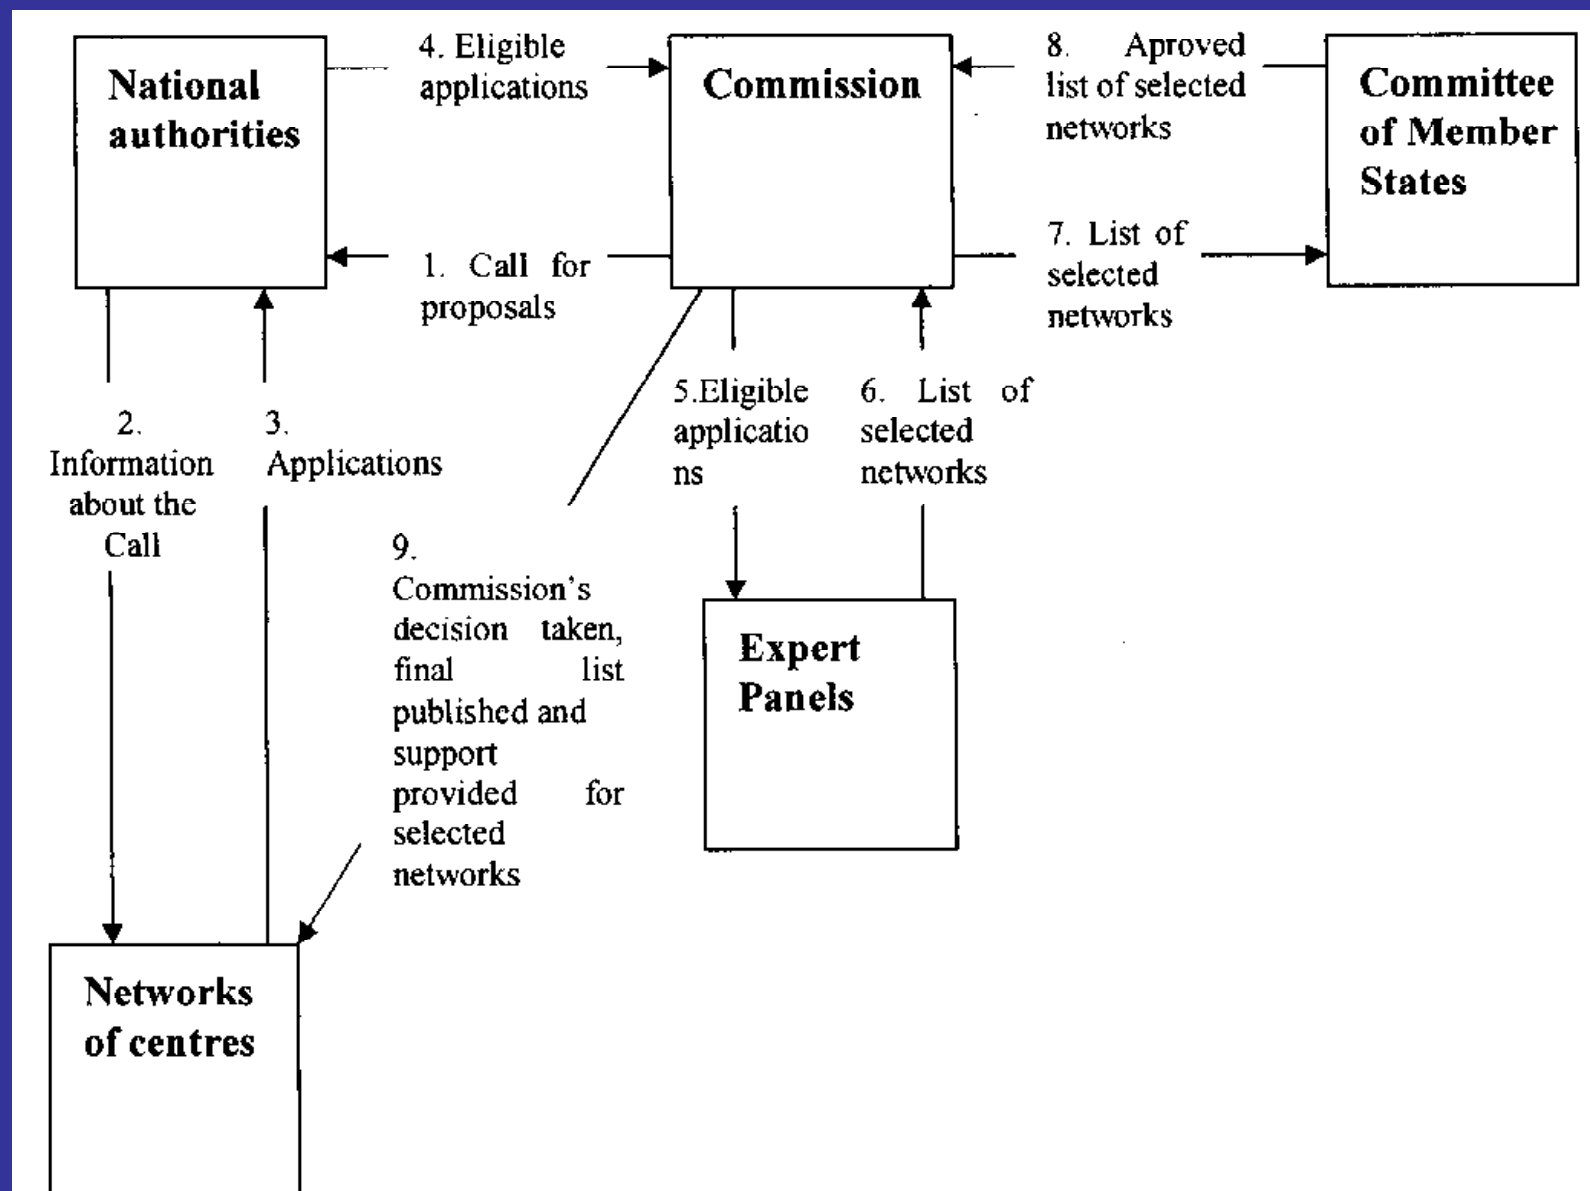 National
authorities
4. Eligible
applications
Commission
8. Aproved
list of selected
networks
Committee
of Member
States
1. Call for
proposals
7. List of
selected
networks
2.
Information
about the
Call
3.
Applications
5.Eligible
applicatio
ns
6. List of
selected
networks
9.
Commission's
decision taken,
final list
published and
support
provided for
selected
networks
Expert
Panels
Networks
of centres